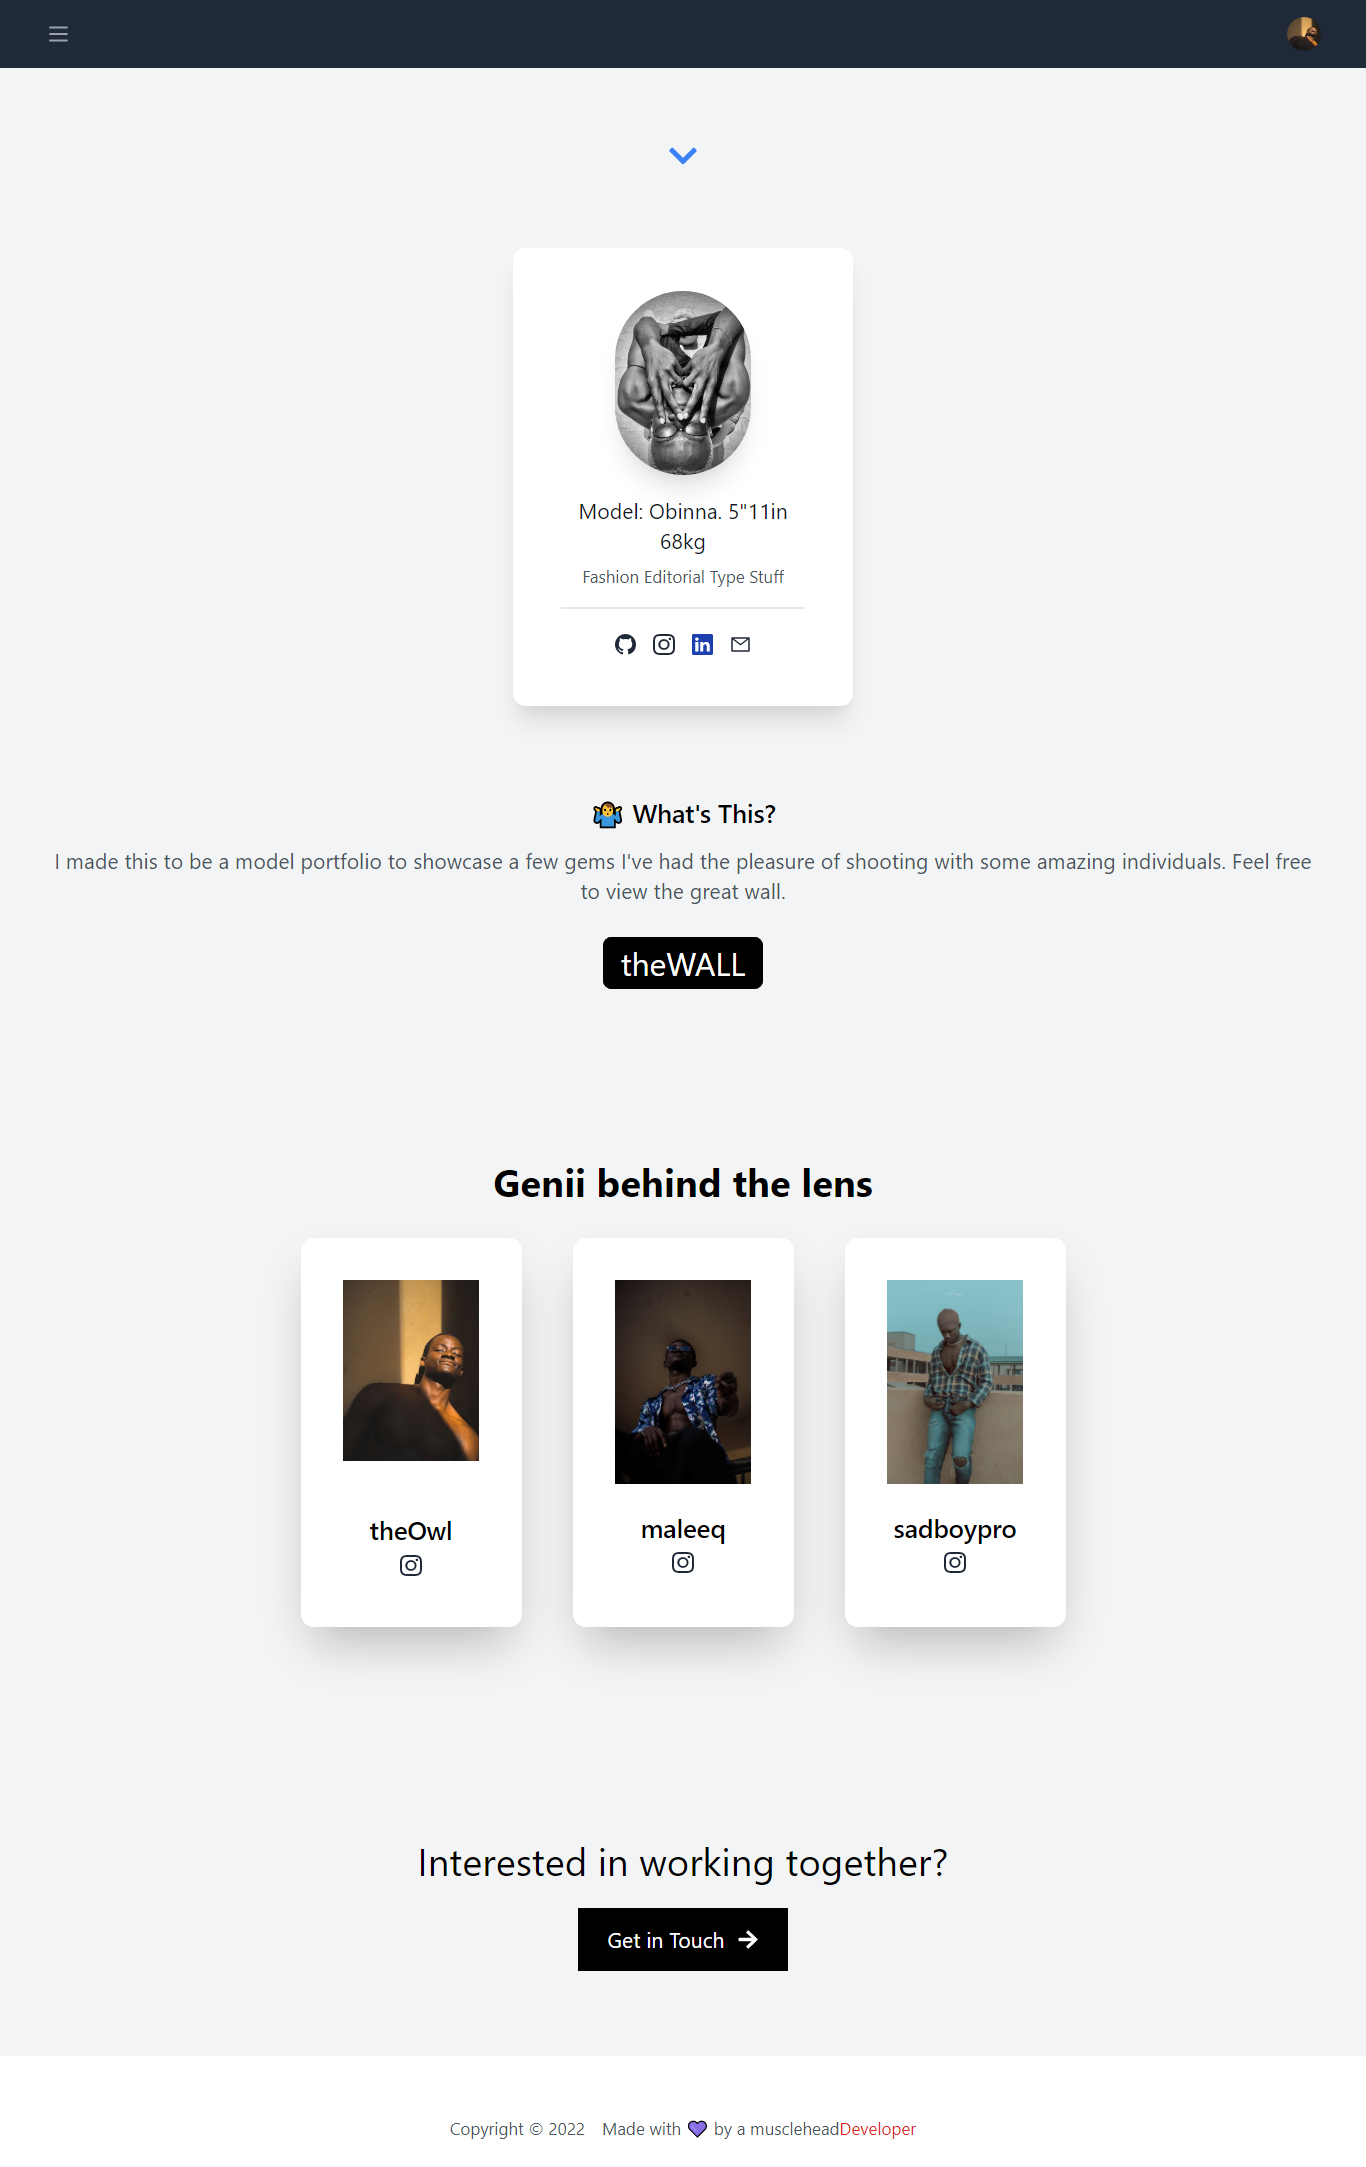 Model: Obinna. 5"11in
68kg
Fashion Editorial Type Stuff
🤷‍♂️ What's This?
I made this to be a model portfolio to showcase a few gems I've had the pleasure of shooting with some amazing individuals. Feel free
to view the great wall.
theWALL
Genii behind the lens
theOwl
maleeq
sadboypro
Interested in working together?
Get in Touch
Copyright © 2022 Made with 💜 by a muscleheadDeveloper